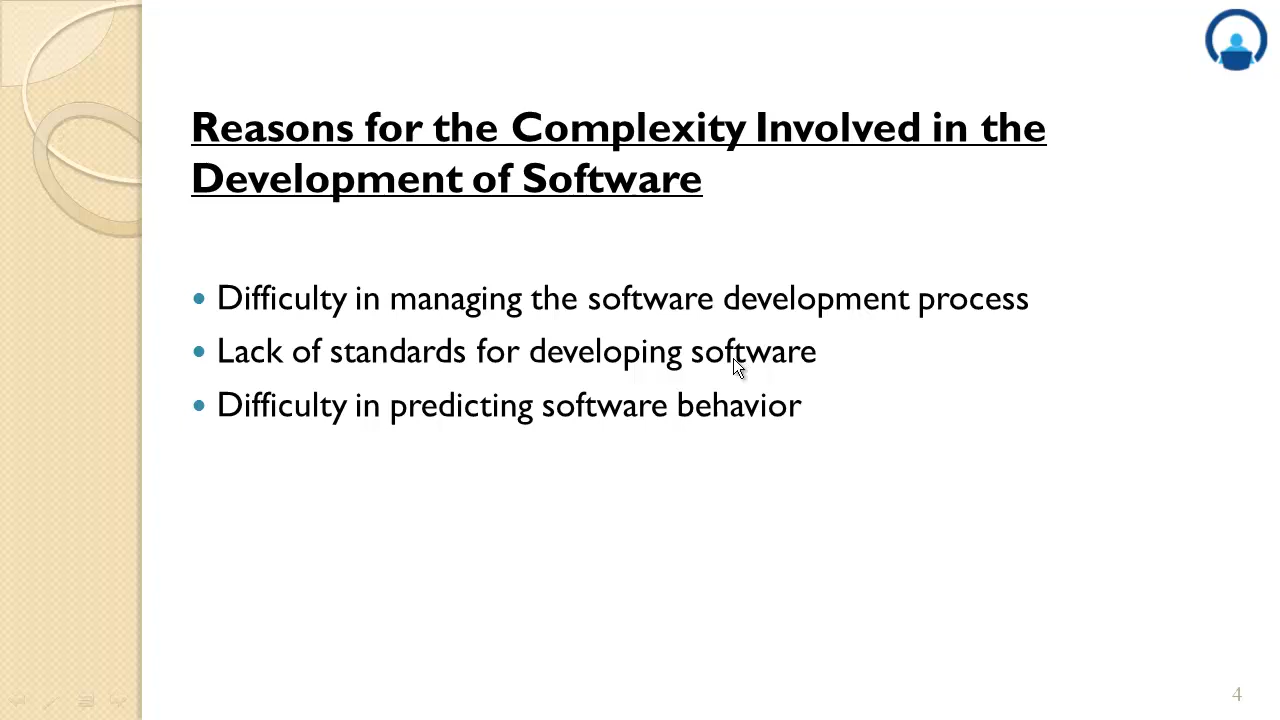 Reasons for the Complexity Involved in the
Development of Software
• Difficulty in managing the software development process
• Lack of standards for developing software
• Difficulty in predicting software behavior
4